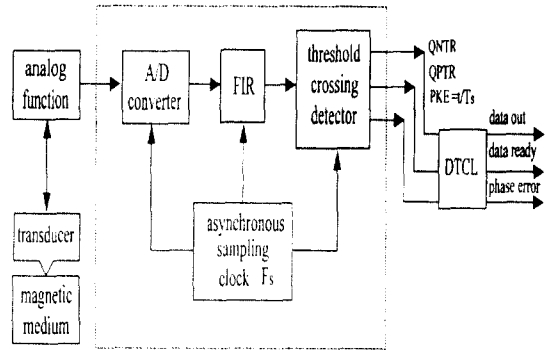 analog
function
A/D
converter
FIR
threshold
crossing
detector
QNTR
QPTR
PKE=t/Ts
DTCL
data out
data ready
phase error
asynchronous
sampling
clock Fs
transducer
magnetic
medium